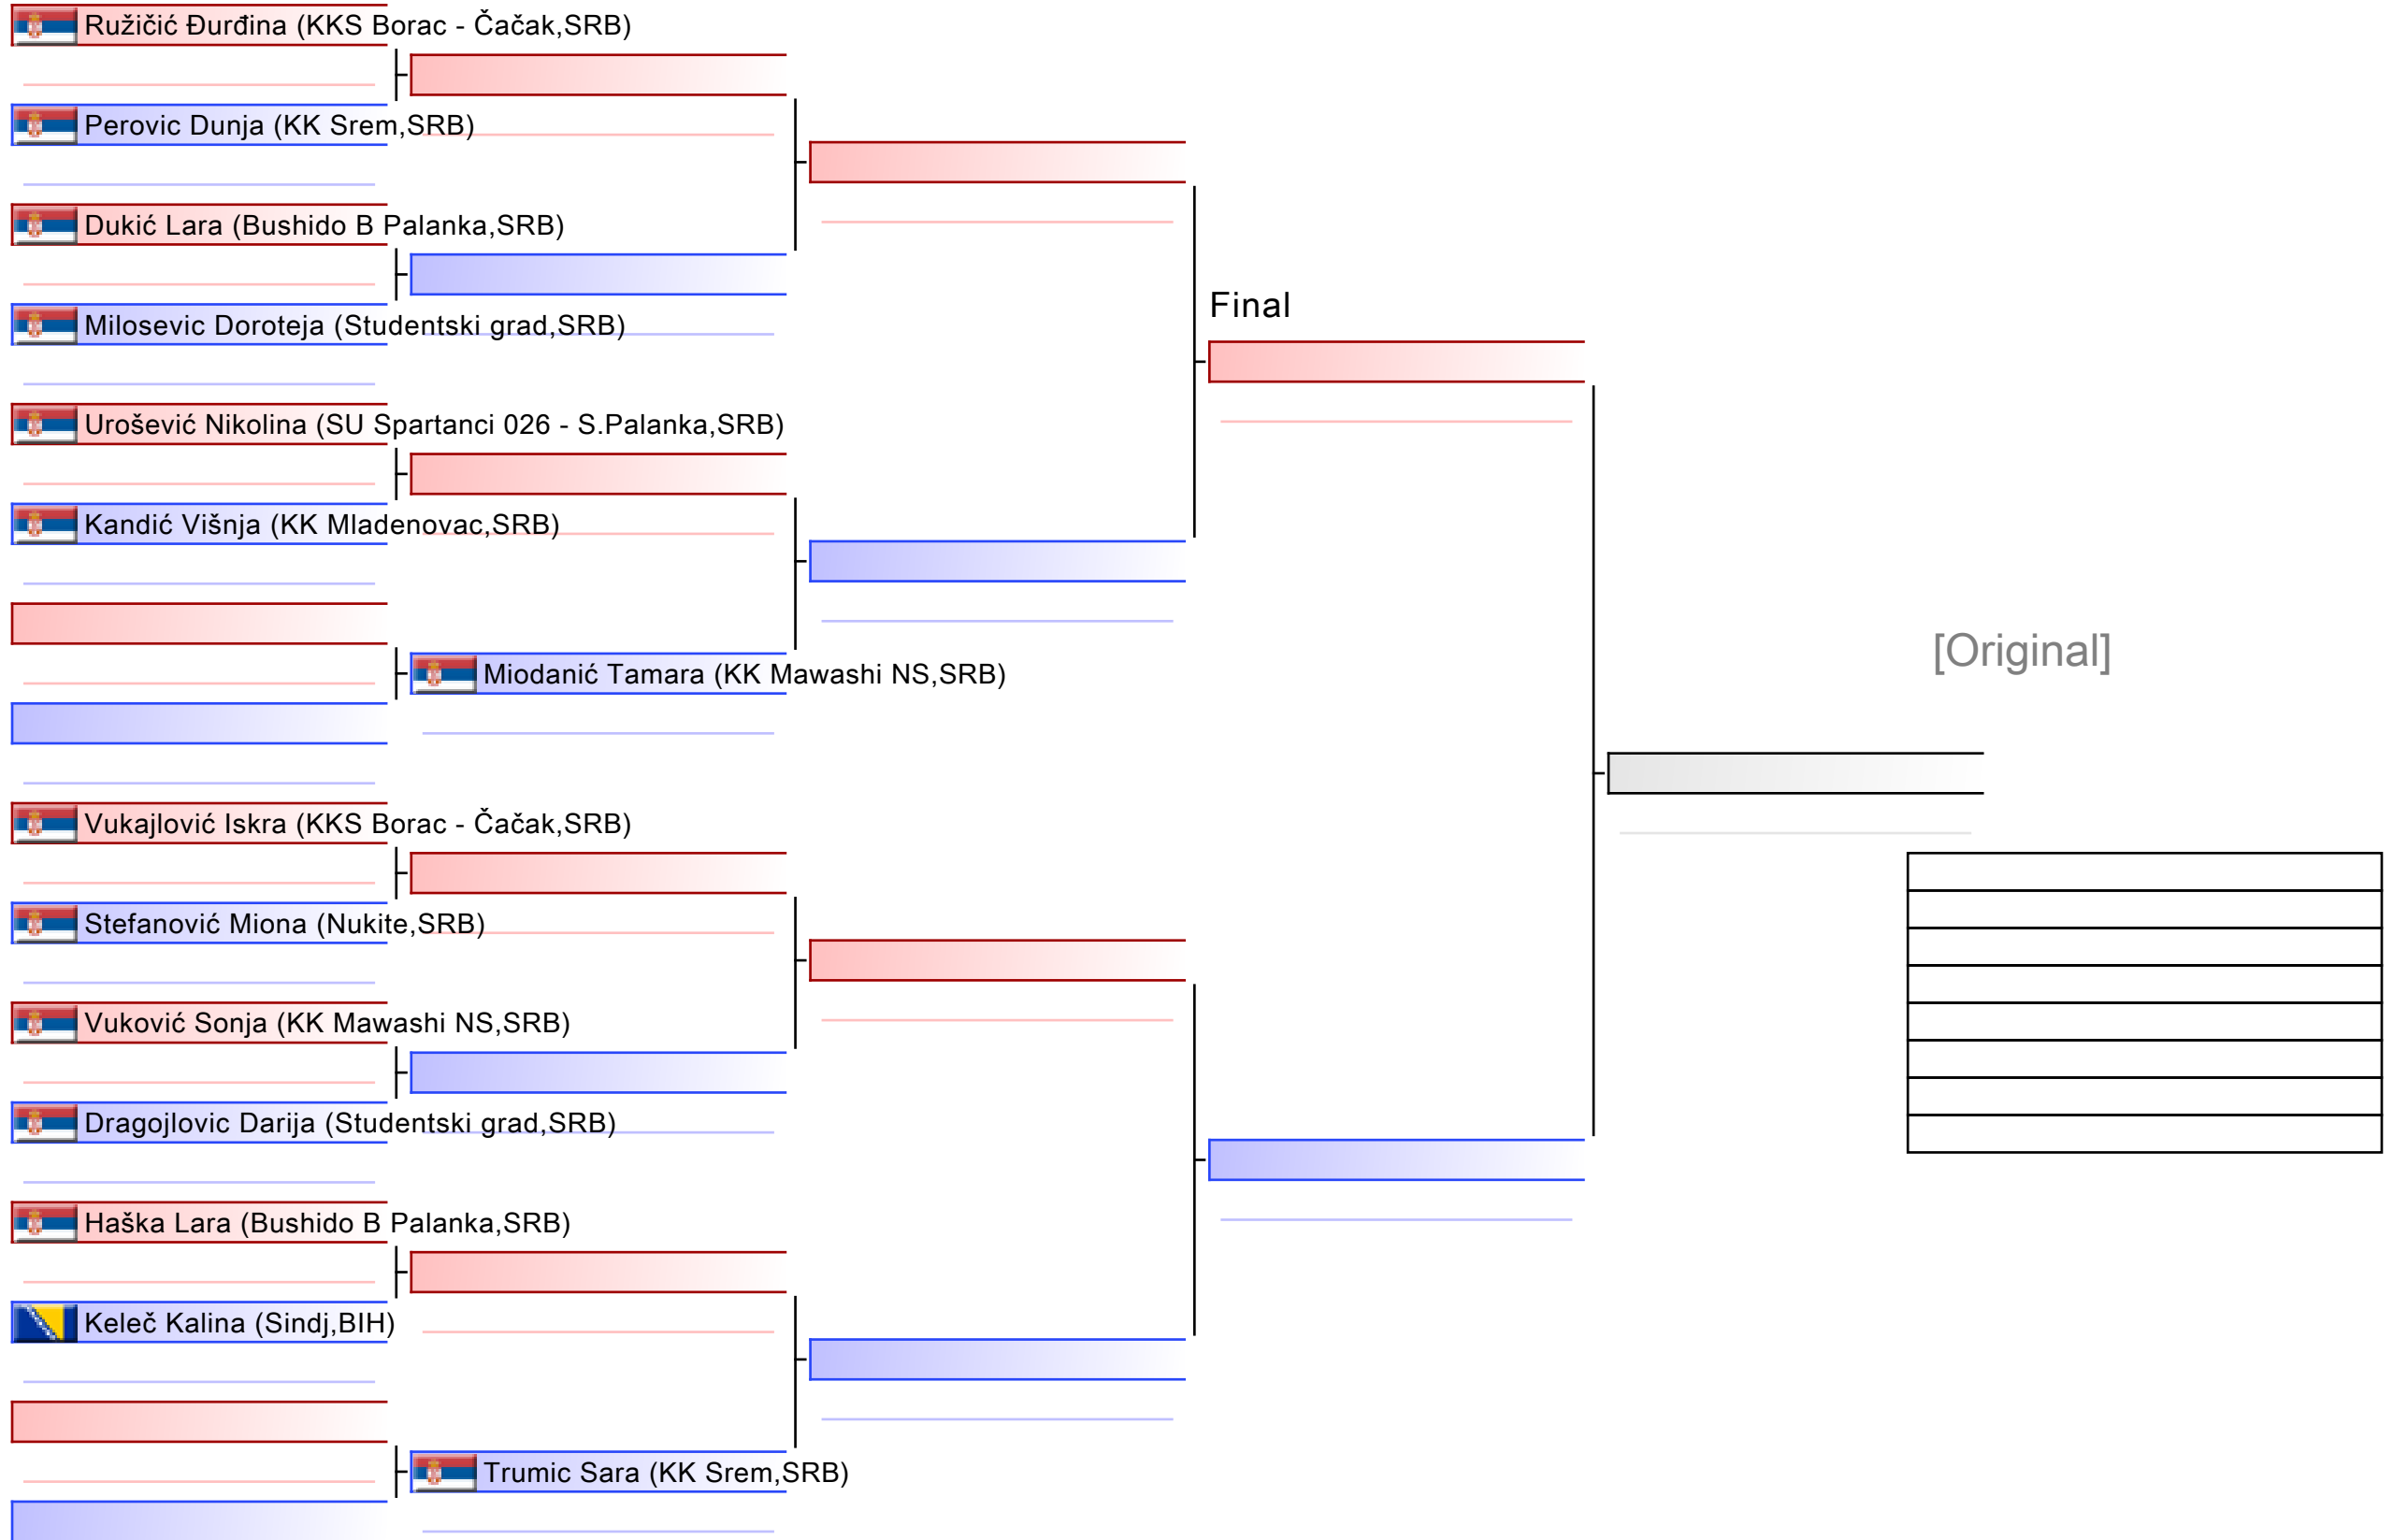 Ružičić Đurđina (KKS Borac - Čačak,SRB)
Perovic Dunja (KK Srem,SRB)
Dukić Lara (Bushido B Palanka,SRB)
Final
Milosevic Doroteja (Studentski grad,SRB)
Urošević Nikolina (SU Spartanci 026 - S.Palanka,SRB)
Kandić Višnja (KK Mladenovac,SRB)
[Original]
Miodanić Tamara (KK Mawashi NS,SRB)
Vukajlović Iskra (KKS Borac - Čačak,SRB)
Stefanović Miona (Nukite,SRB)
Vuković Sonja (KK Mawashi NS,SRB)
Dragojlovic Darija (Studentski grad,SRB)
Haška Lara (Bushido B Palanka,SRB)
Keleč Kalina (Sindj,BIH)
Trumic Sara (KK Srem,SRB)